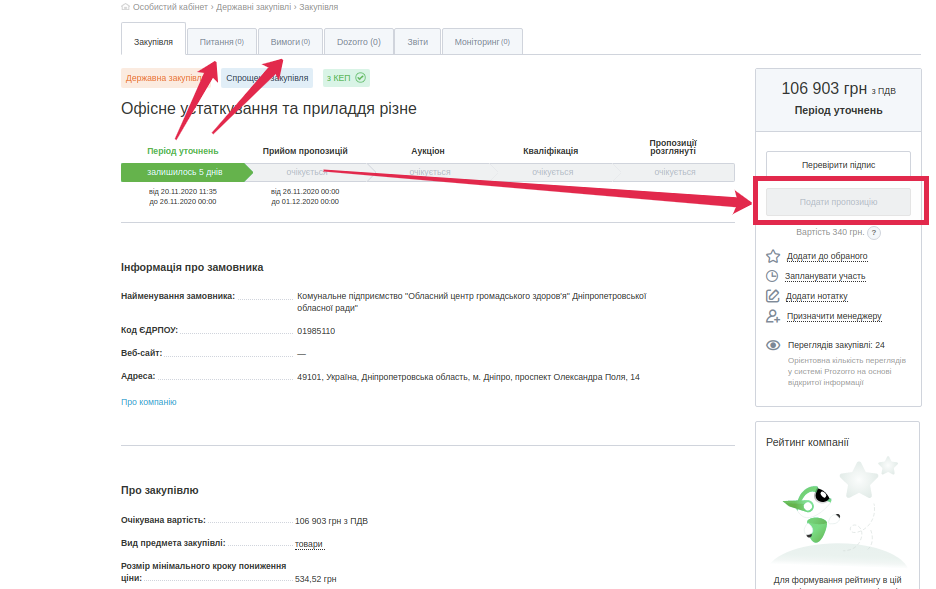 Особистий кабінет › Державні закупівлі › Закупівля
Закупівля
Питання (0)
Вимоги (0)
Dozorro (0)
Звіти
Моніторинг (0)
Державна закупівля
Спрощена закупівля
з КЕП
Офісне устаткування та приладдя різне
Період уточнень
Прийом пропозицій
Аукціон
Кваліфікація
Пропозиції
розглянуті
залишилось 5 днів
очікується
очікується
очікується
очікується
від 20.11.2020 11:35
до 26.11.2020 00:00
від 26.11.2020 00:00
до 01.12.2020 00:00
Інформація про замовника
Найменування замовника:
Комунальне підприємство "Обласний центр громадського здоров'я" Дніпропетровської
обласної ради"
Код ЄДРПОУ:
01985110
Веб-сайт:
—
Адреса:
49101, Україна, Дніпропетровська область, м. Дніпро, проспект Олександра Поля, 14
Про компанію
Про закупівлю
Очікувана вартість:
106 903 грн з ПДВ
Вид предмета закупівлі:
товари
Розмір мінімального кроку пониження
ціни:
534,52 грн
106 903 грн з ПДВ
Період уточнень
Перевірити підпис
Подати пропозицію
Вартість 340 грн. ?
Додати до обраного
Запланувати участь
Додати нотатку
Призначити менеджеру
Переглядів закупівлі: 24
Орієнтовна кількість переглядів
у системі Prozorro на основі
відкритої інформації
Рейтинг компанії
Для формування рейтингу в цій